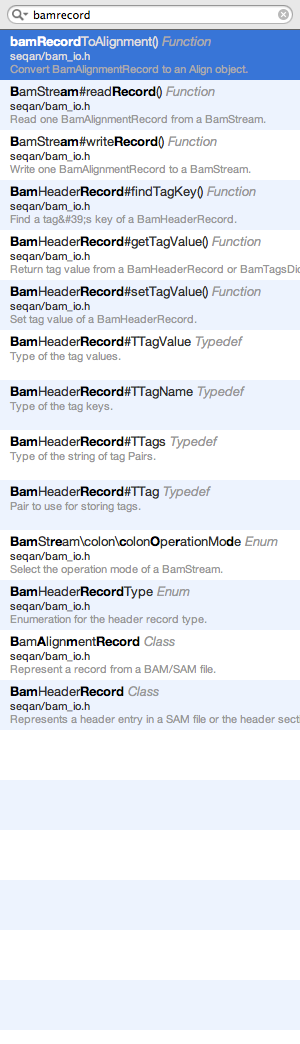 bamrecord
bamRecordToAlignment() Function
seqan/bam_io.h
Convert BamAlignmentRecord to an Align object.
BamStream#readRecord() Function
seqan/bam_io.h
Read one BamAlignmentRecord from a BamStream.
BamStream#writeRecord() Function
seqan/bam_io.h
Write one BamAlignmentRecord to a BamStream.
BamHeaderRecord#findTagKey() Function
seqan/bam_io.h
Find a tag&#39;s key of a BamHeaderRecord.
BamHeaderRecord#getTagValue() Function
seqan/bam_io.h
Return tag value from a BamHeaderRecord or BamTagsDic
BamHeaderRecord#setTagValue() Function
seqan/bam_io.h
Set tag value of a BamHeaderRecord.
BamHeaderRecord#TTagValue Typedef
Type of the tag values.
BamHeaderRecord#TTagName Typedef
Type of the tag keys.
BamHeaderRecord#TTags Typedef
Type of the string of tag Pairs.
BamHeaderRecord#TTag Typedef
Pair to use for storing tags.
BamStream\colon\colonOperationMode Enum
seqan/bam_io.h
Select the operation mode of a BamStream.
BamHeaderRecordType Enum
seqan/bam_io.h
Enumeration for the header record type.
BamAlignmentRecord Class
seqan/bam_io.h
Represent a record from a BAM/SAM file.
BamHeaderRecord Class
seqan/bam_io.h
Represents a header entry in a SAM file or the header secti